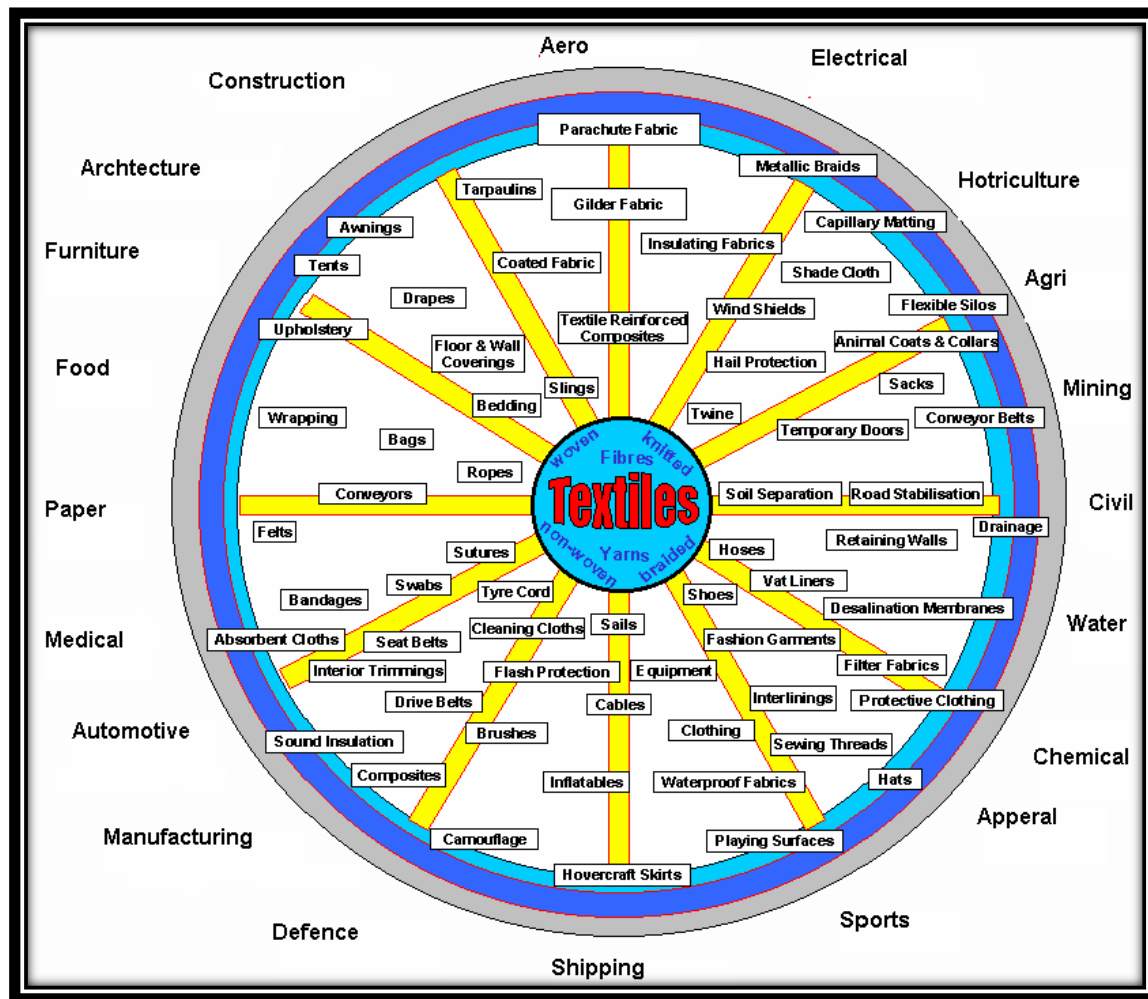 Aero
Electrical
Construction
Archtecture
Hotriculture
Furniture
Agri
Food
Mining
Paper
Civil
Medical
Water
Automotive
Chemical
Manufacturing
Apperal
Defence
Sports
Shipping
Parachute Fabric
Metallic Braids
Tarpaulins
Gilder Fabric
Capillary Matting
Awnings
Insulating Fabrics
Tents
Coated Fabric
Shade Cloth
Drapes
Flexible Silos
Wind Shields
Upholstery
Textile Reinforced
Composites
Animal Coats & Collars
Floor & Wall
Coverings
Hail Protection
Slings
Sacks
Bedding
Twine
Wrapping
Conveyor Belts
Bags
Temporary Doors
Ropes
woven
knitted
Fibres
Textiles
Yarns
non-woven
braided
Conveyors
Soil Separation
Road Stabilisation
Felts
Drainage
Retaining Walls
Sutures
Hoses
Swabs
Vat Liners
Bandages
Tyre Cord
Shoes
Desalination Membranes
Absorbent Cloths
Seat Belts
Cleaning Cloths
Sails
Fashion Garments
Interior Trimmmings
Flash Protection
Equipment
Filter Fabrics
Drive Belts
Cables
Interlinings
Protective Clothing
Sound Insulation
Brushes
Clothing
Sewing Threads
Composites
Inflatables
Waterproof Fabrics
Hats
Camouflage
Playing Surfaces
Hovercraft Skirts